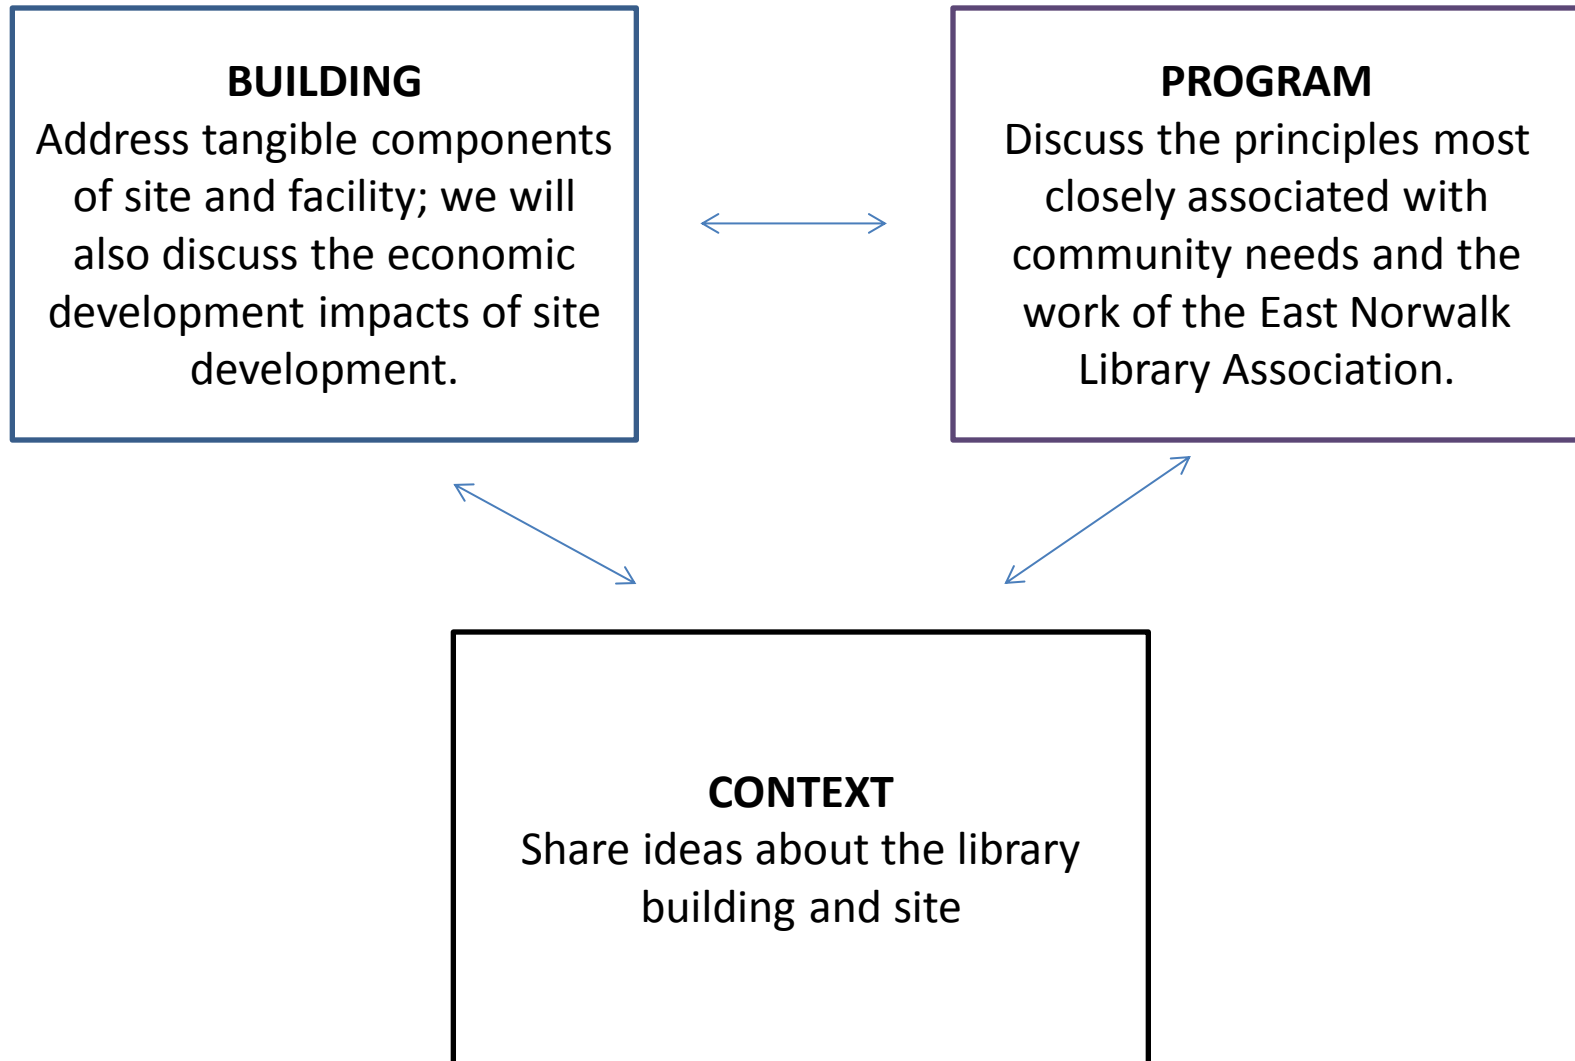 BUILDING
Address tangible components
of site and facility; we will
also discuss the economic
development impacts of site
development.
PROGRAM
Discuss the principles most
closely associated with
community needs and the
work of the East Norwalk
Library Association.
CONTEXT
Share ideas about the library
building and site